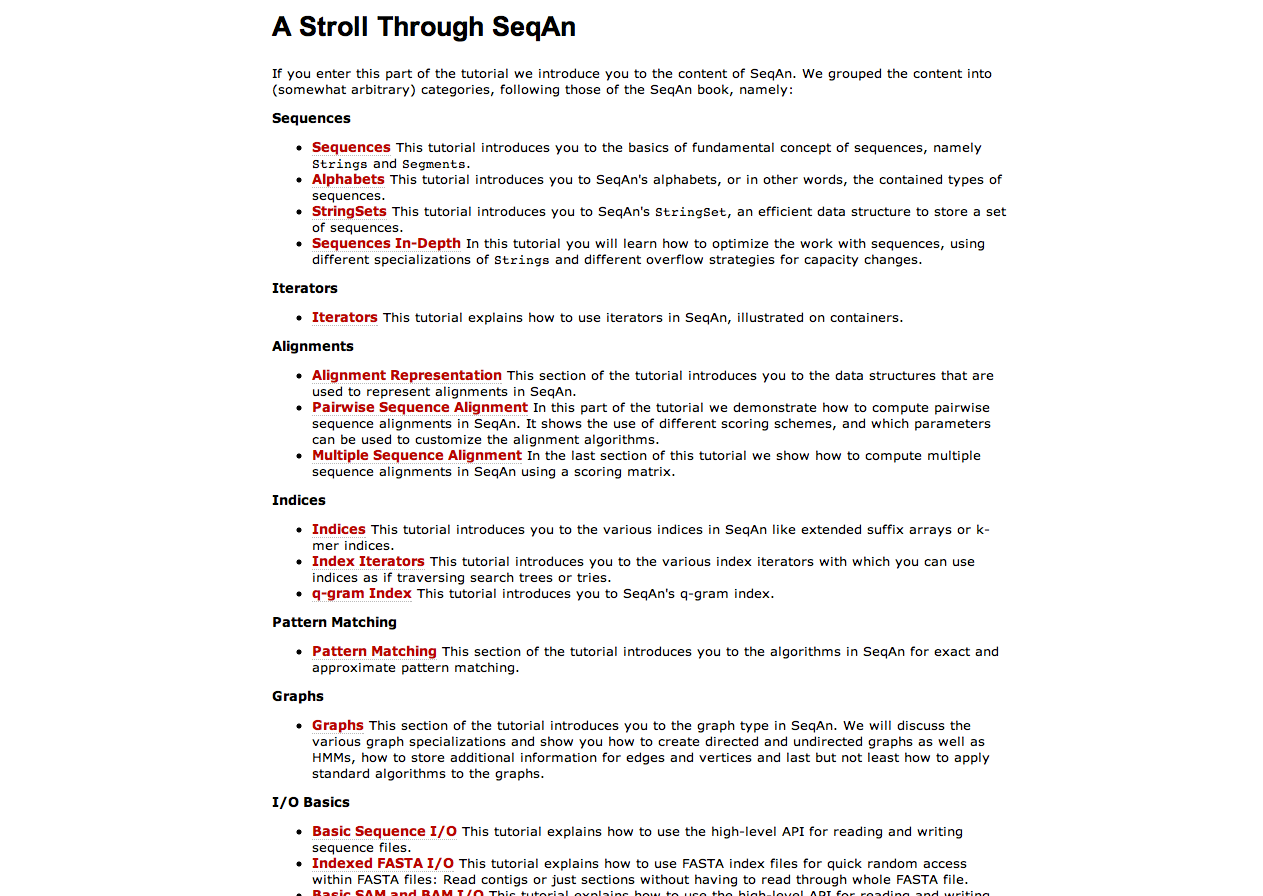 A Stroll Through SeqAn
If you enter this part of the tutorial we introduce you to the content of SeqAn. We grouped the content into
(somewhat arbitrary) categories, following those of the SeqAn book, namely:
Sequences
• Sequences This tutorial introduces you to the basics of fundamental concept of sequences, namely
Strings and Segments.
• Alphabets This tutorial introduces you to SeqAn's alphabets, or in other words, the contained types of
sequences.
• StringSets This tutorial introduces you to SeqAn's StringSet, an efficient data structure to store a set
of sequences.
• Sequences In-Depth In this tutorial you will learn how to optimize the work with sequences, using
different specializations of Strings and different overflow strategies for capacity changes.
Iterators
• Iterators This tutorial explains how to use iterators in SeqAn, illustrated on containers.
Alignments
• Alignment Representation This section of the tutorial introduces you to the data structures that are
used to represent alignments in SeqAn.
• Pairwise Sequence Alignment In this part of the tutorial we demonstrate how to compute pairwise
sequence alignments in SeqAn. It shows the use of different scoring schemes, and which parameters
can be used to customize the alignment algorithms.
• Multiple Sequence Alignment In the last section of this tutorial we show how to compute multiple
sequence alignments in SeqAn using a scoring matrix.
Indices
• Indices This tutorial introduces you to the various indices in SeqAn like extended suffix arrays or k-
mer indices.
• Index Iterators This tutorial introduces you to the various index iterators with which you can use
indices as if traversing search trees or tries.
• q-gram Index This tutorial introduces you to SeqAn's q-gram index.
Pattern Matching
• Pattern Matching This section of the tutorial introduces you to the algorithms in SeqAn for exact and
approximate pattern matching.
Graphs
• Graphs This section of the tutorial introduces you to the graph type in SeqAn. We will discuss the
various graph specializations and show you how to create directed and undirected graphs as well as
HMMs, how to store additional information for edges and vertices and last but not least how to apply
standard algorithms to the graphs.
I/O Basics
• Basic Sequence I/O This tutorial explains how to use the high-level API for reading and writing
sequence files.
• Indexed FASTA I/O This tutorial explains how to use FASTA index files for quick random access
within FASTA files: Read contigs or just sections without having to read through whole FASTA file.
• Basic SAM and BAM I/O This tutorial explains how to use the high-level API for reading and writing